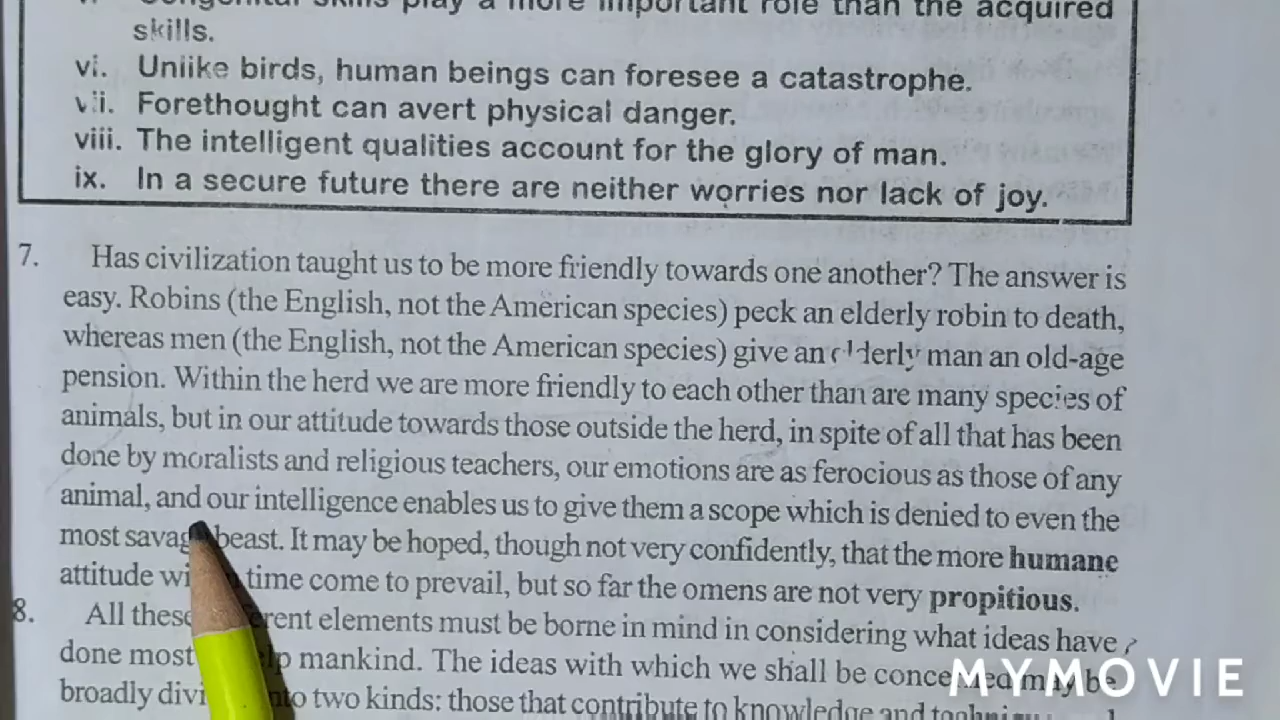 skills play a more important role than the acquired
skills.
vi. Unlike birds, human beings can foresee a catastrophe.
vii. Forethought can avert physical danger.
viii. The intelligent qualities account for the glory of man.
ix. In a secure future there are neither worries nor lack of joy.
7. Has civilization taught us to be more friendly towards one another? The answer is
easy. Robins (the English, not the American species) peck an elderly robin to death,
whereas men (the English, not the American species) give an elderly man an old-age
pension. Within the herd we are more friendly to each other than are many species of
animals, but in our attitude towards those outside the herd, in spite of all that has been
done by moralists and religious teachers, our emotions are as ferocious as those of any
animal, and our intelligence enables us to give them a scope which is denied to even the
most beast. It may be hoped, though not very confidently, that the more humane
attitude time come to prevail, but so far the omens are not very propitious.
8. All these elements must be borne in mind in considering what ideas have
done most mankind. The ideas with which we shall be may be
broadly two kinds: those that contribute to knowledge and
MYMOVIE